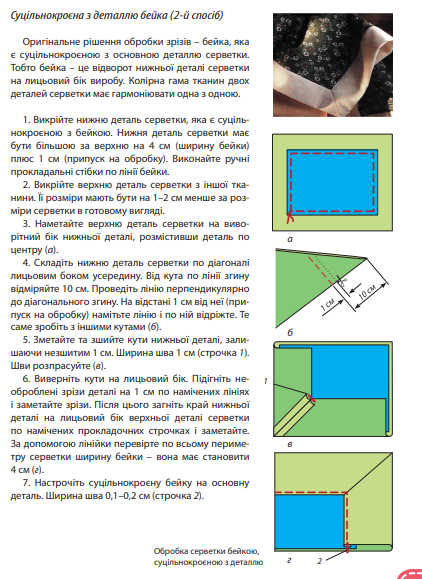 Суцільнокроєна з деталлю бейка (2-й спосіб)
Оригінальне рішення обробки зрізів – бейка, яка
є суцільнокроєною з основною деталлю серветки.
Тобто бейка – це відворот нижньої деталі серветки
на лицьовий бік виробу. Колірна гама тканин двох
деталей серветки має гармоніювати одна з одною.
1. Викрійте нижню деталь серветки, яка є суціль-
нокроєною з бейкою. Нижня деталь серветки має
бути більшою за верхню на 4 см (ширину бейки)
плюс 1 см (припуск на обробку). Виконайте ручні
прокладальні стібки по лінії бейки.
2. Викрійте верхню деталь серветки з іншої тка-
нини. Її розміри мають бути на 1–2 см менше за роз-
міри серветки в готовому вигляді.
3. Наметайте верхню деталь серветки на виво-
рітний бік нижньої деталі, розмістивши деталь по
центру (а).
4. Складіть нижню деталь серветки по діагоналі
лицьовим боком усередину. Від кута по лінії згину
відміряйте 10 см. Проведіть лінію перпендикулярно
до діагонального згину. На відстані 1 см від неї (при-
пуск на обробку) намітьте лінію і по ній відріжте. Те
саме зробіть з іншими кутами (б).
5. Зметайте та зшийте кути нижньої деталі, зали-
шаючи незшитим 1 см. Ширина шва 1 см (строчка 1).
Шви розпрасуйте (в).
6. Виверніть кути на лицьовий бік. Підігніть не-
оброблені зрізи деталі на 1 см по намічених лініях
і заметайте зрізи. Після цього загніть край нижньої
деталі на лицьовий бік верхньої деталі серветки
по намічених прокладочних строчках і заметайте.
За допомогою лінійки перевірте по всьому периме-
тру серветки ширину бейки – вона має становити
4 см (г).
7. Настрочіть суцільнокроєну бейку на основну
деталь. Ширина шва 0,1–0,2 см (строчка 2).
а
1 см
10 см
б
1
в
г
2
Обробка серветки бейкою,
суцільнокроєною з деталлю